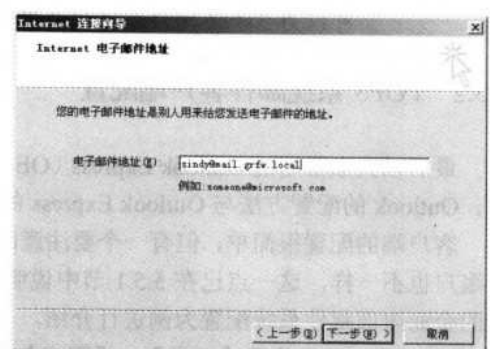 Internet 连接向导
Internet 电子邮件地址
您的电子邮件地址是别人用来给您发送电子邮件的地址。
电子邮件地址(E)
zindy@mail.grfw.local
例如: someone@microsoft.com
<上一步(B) 下一步(N)> 取消